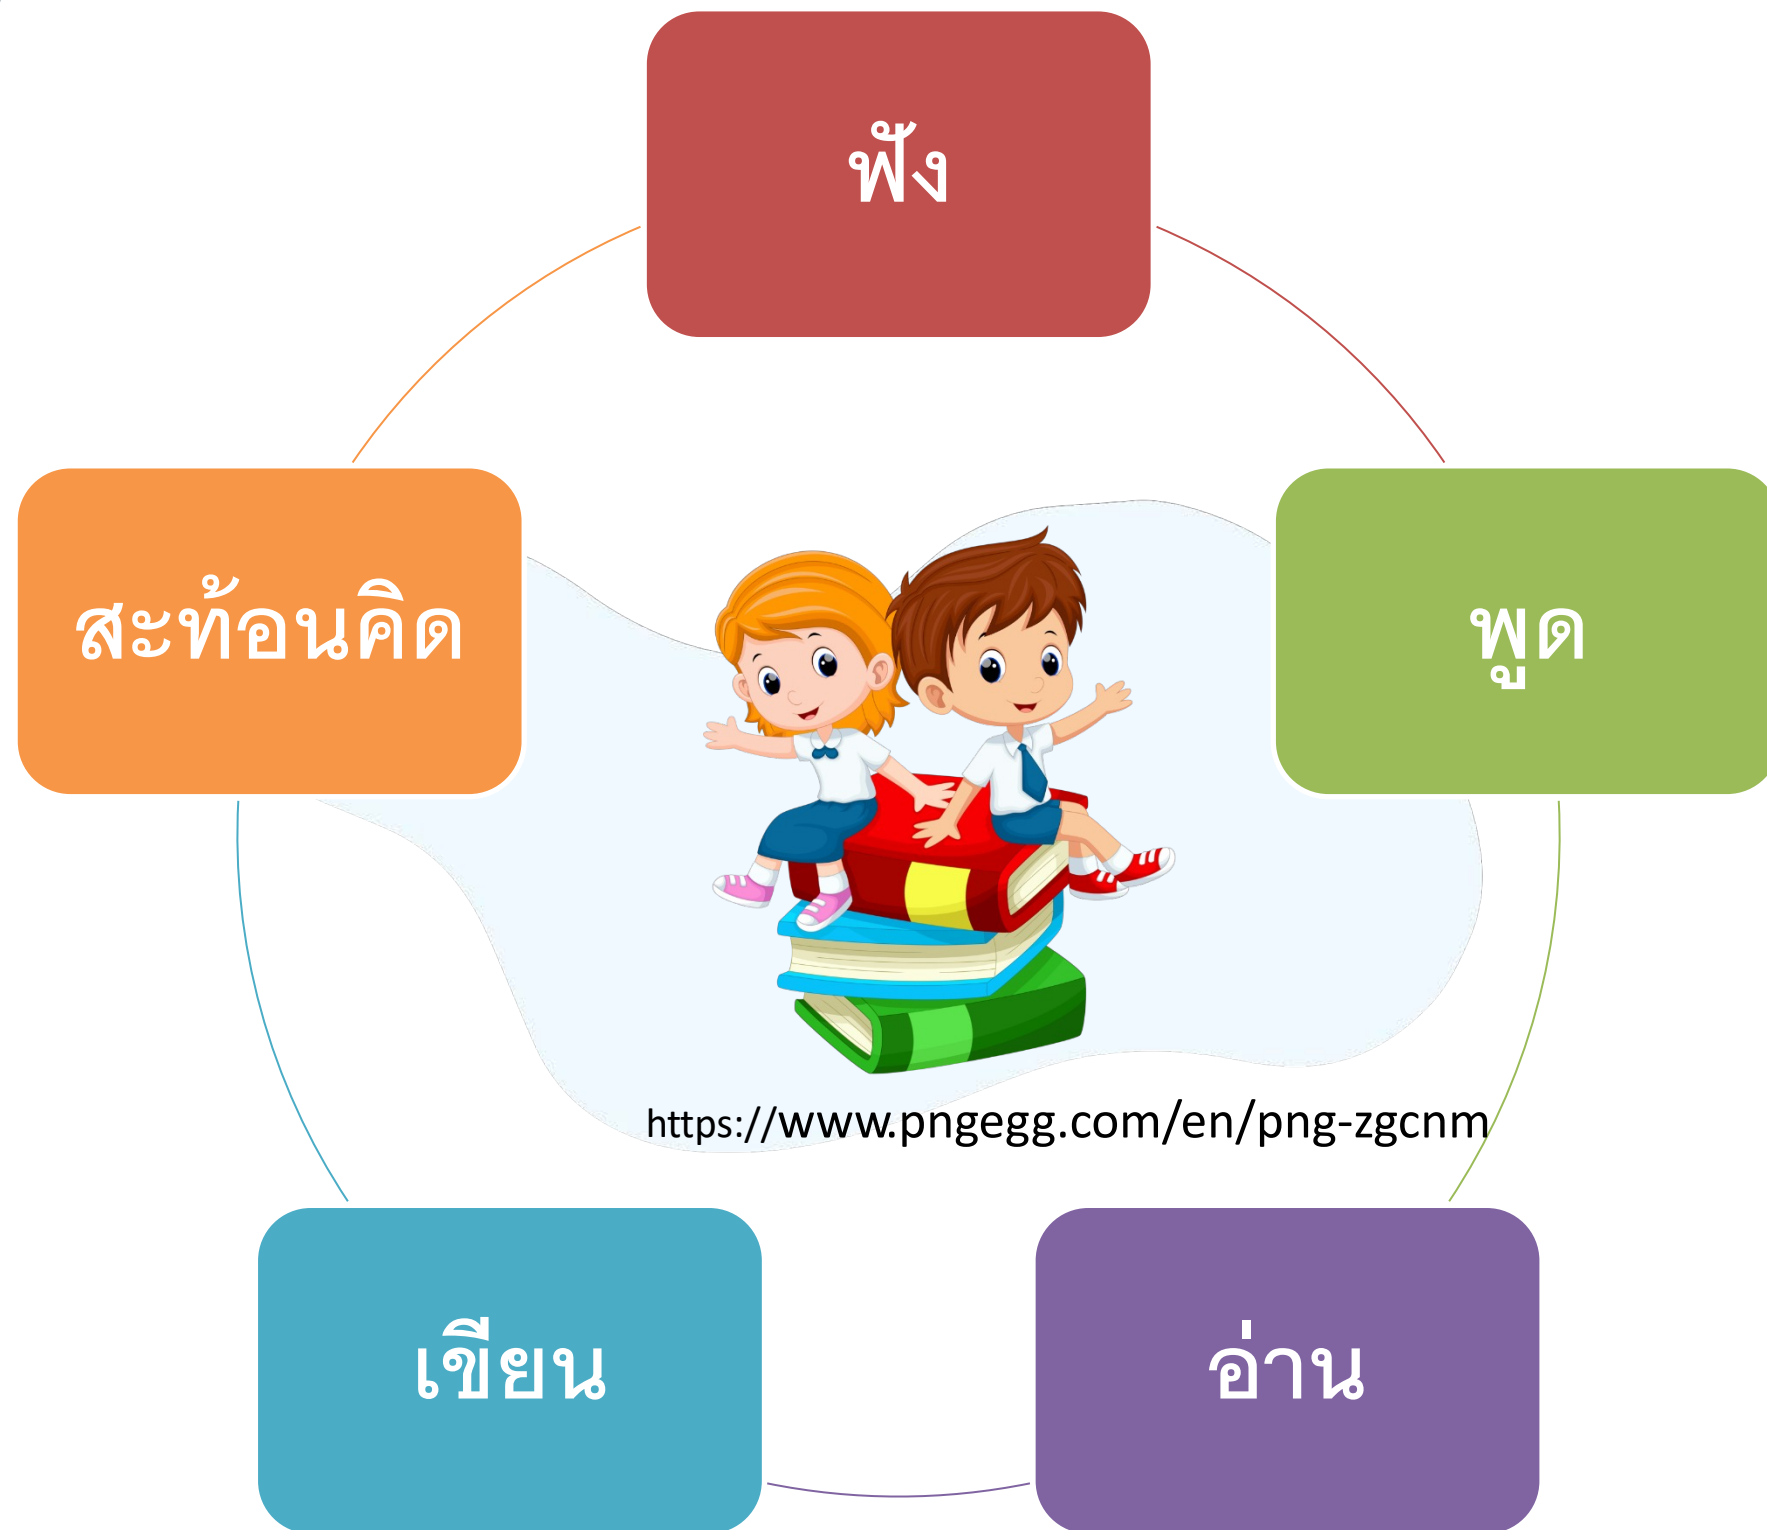 ฟัง
พูด
อ่าน
เขียน
สะท้อนคิด
https://www.pngegg.com/en/png-zgcnm